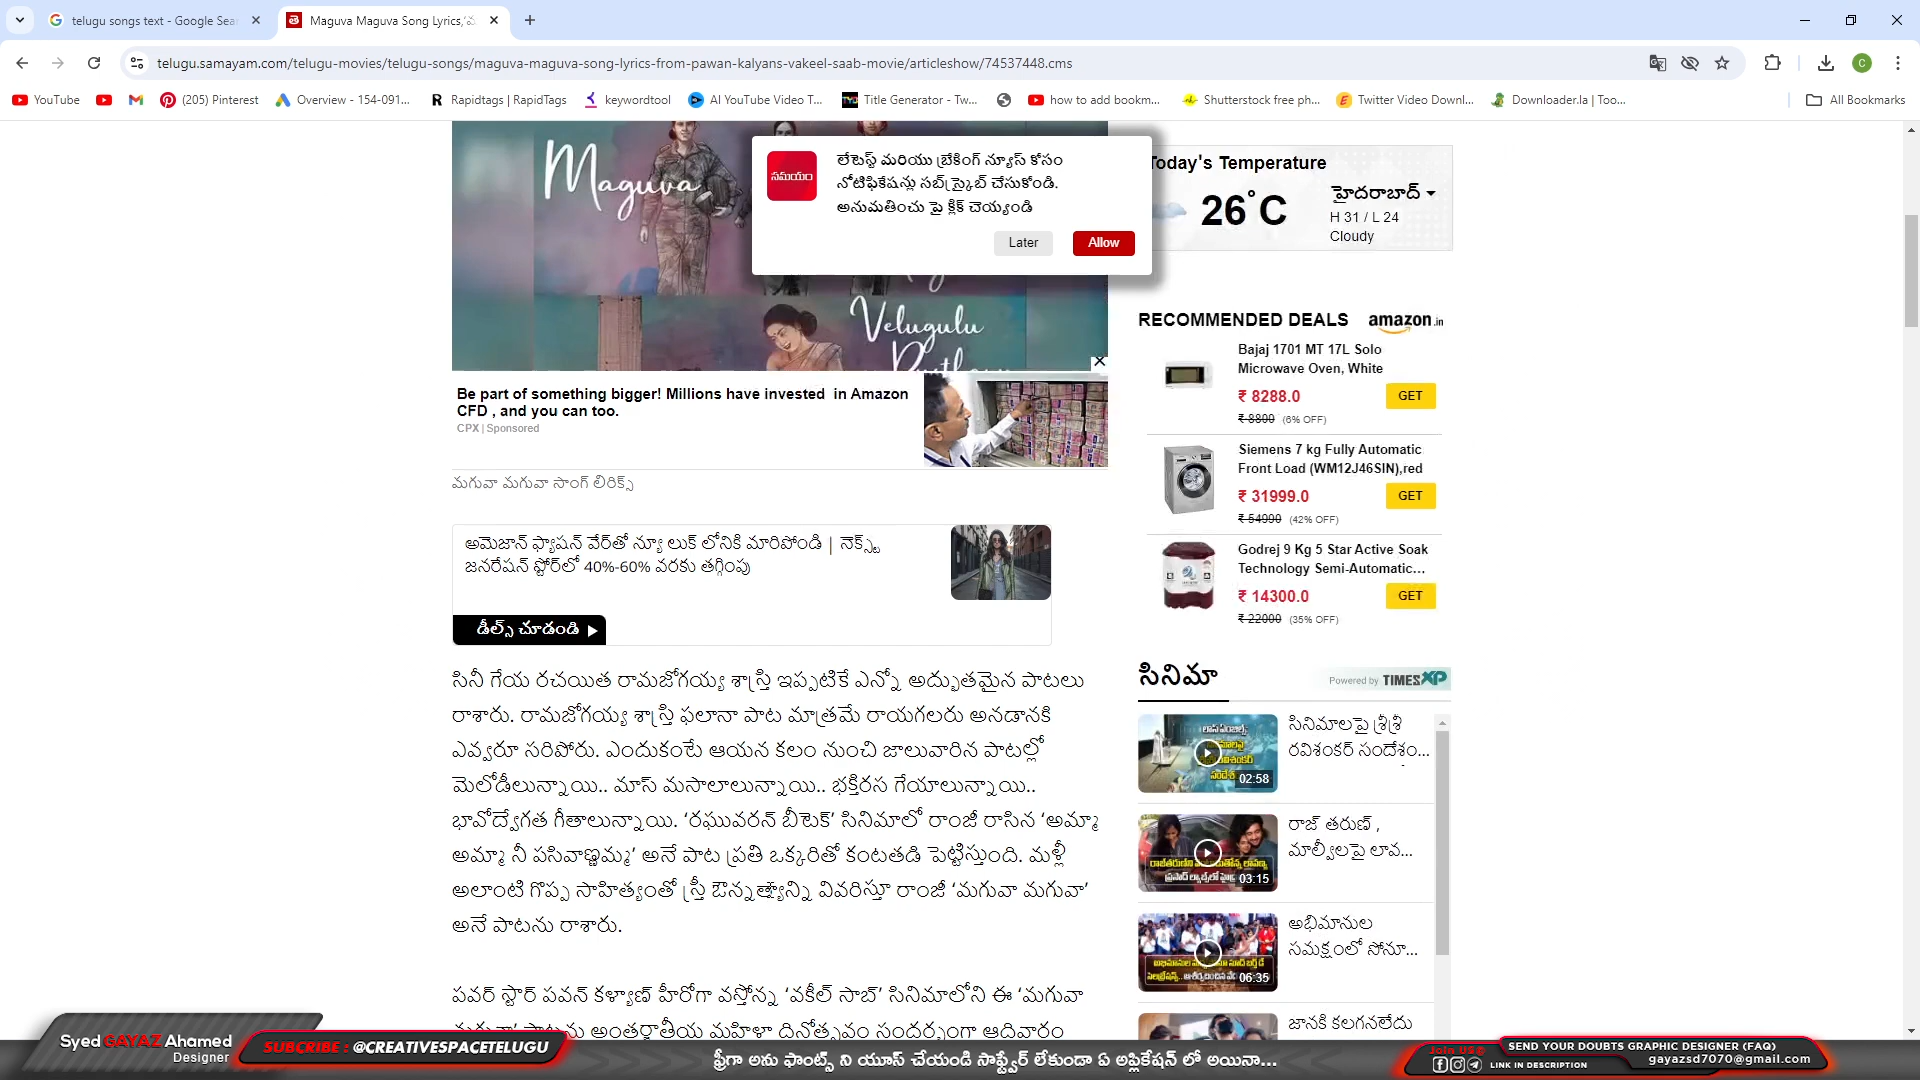 telugu songs text - Google Sea
Maguva Maguva Song Lyrics,'మ
telugu.samayam.com/telugu-movies/telugu-songs/maguva-maguva-song-lyrics-from-pawan-kalyans-vakeel-saab-movie/articleshow/74537448.cms
YouTube
(205) Pinterest
Overview - 154-091...
Rapidtags | RapidTags
keywordtool
AI YouTube Video T...
Title Generator - Tw...
how to add bookm...
Shutterstock free ph...
Twitter Video Downl...
Downloader.la | Too...
All Bookmarks
Maguva
Velugulu
సమయం
లేటెస్ట్ మరియు బ్రేకింగ్ న్యూస్ కోసం
నోటిఫికేషన్లు సబ్‌స్క్రైబ్ చేసుకోండి.
అనుమతించు పై క్లిక్ చెయ్యండి
Later
Allow
Be part of something bigger! Millions have invested in Amazon
CFD , and you can too.
CPX | Sponsored
మగువా మగువా సాంగ్ లిరిక్స్
అమెజాన్ ఫ్యాషన్ వేర్‌తో న్యూ లుక్ లోనికి మారిపోండి | నెక్స్ట్
జనరేషన్ స్టోర్‌లో 40%-60% వరకు తగ్గింపు
డీల్స్ చూడండి
సినీ గేయ రచయిత రామజోగయ్య శాస్త్రి ఇప్పటికే ఎన్నో అద్భుతమైన పాటలు
రాశారు. రామజోగయ్య శాస్త్రి ఫలానా పాట మాత్రమే రాయగలరు అనడానకి
ఎవ్వరూ సరిపోరు. ఎందుకంటే ఆయన కలం నుంచి జాలువారిన పాటల్లో
మెలోడీలున్నాయి.. మాస్ మసాలాలున్నాయి.. భక్తిరస గేయాలున్నాయి..
భావోద్వేగత గీతాలున్నాయి. ‘రఘువరన్ బీటెక్’ సినిమాలో రాంజీ రాసిన ‘అమ్మా
అమ్మా నీ పసివాణ్ణమ్మ’ అనే పాట ప్రతి ఒక్కరితో కంటతడి పెట్టిస్తుంది. మళ్లీ
అలాంటి గొప్ప సాహిత్యంతో స్త్రీ ఔన్నత్యాన్ని వివరిస్తూ రాంజీ ‘మగువా మగువా’
అనే పాటను రాశారు.
పవర్ స్టార్ పవన్ కళ్యాణ్ హీరోగా వస్తోన్న ‘వకీల్ సాబ్’ సినిమాలోని ఈ ‘మగువా
మగువా’ పాటను అంతర్జాతీయ మహిళా దినోత్సవం సందర్భంగా ఆదివారం
Today's Temperature
26°C
హైదరాబాద్
H 31 / L 24
Cloudy
RECOMMENDED DEALS amazon.in
Bajaj 1701 MT 17L Solo
Microwave Oven, White
₹ 8288.0
GET
₹ 8800 (6% OFF)
Siemens 7 kg Fully Automatic
Front Load (WM12J46SIN),red
₹ 31999.0
GET
₹ 54990 (42% OFF)
Godrej 9 Kg 5 Star Active Soak
Technology Semi-Automatic...
₹ 14300.0
GET
₹ 22000 (35% OFF)
సినిమా
Powered by TIMESXP
సినిమాలపై శ్రీశ్రీ
రవిశంకర్ సందేశం...
02:58
రాజ్ తరుణ్ ,
మాల్వీలపై లావ...
03:15
అభిమానుల
సమక్షంలో సోనూ...
06:35
జానకి కలగనలేదు
Syed GAYAZ Ahamed
Designer
SUBCRIBE : @CREATIVESPACETELUGU
ఫ్రీగా అను ఫాంట్స్ ని యూస్ చేయండి సాఫ్ట్వేర్ లేకుండా ఏ అప్లికేషన్ లో అయినా...
Join US@
LINK IN DESCRIPTION
SEND YOUR DOUBTS GRAPHIC DESIGNER (FAQ)
gayazsd7070@gmail.com